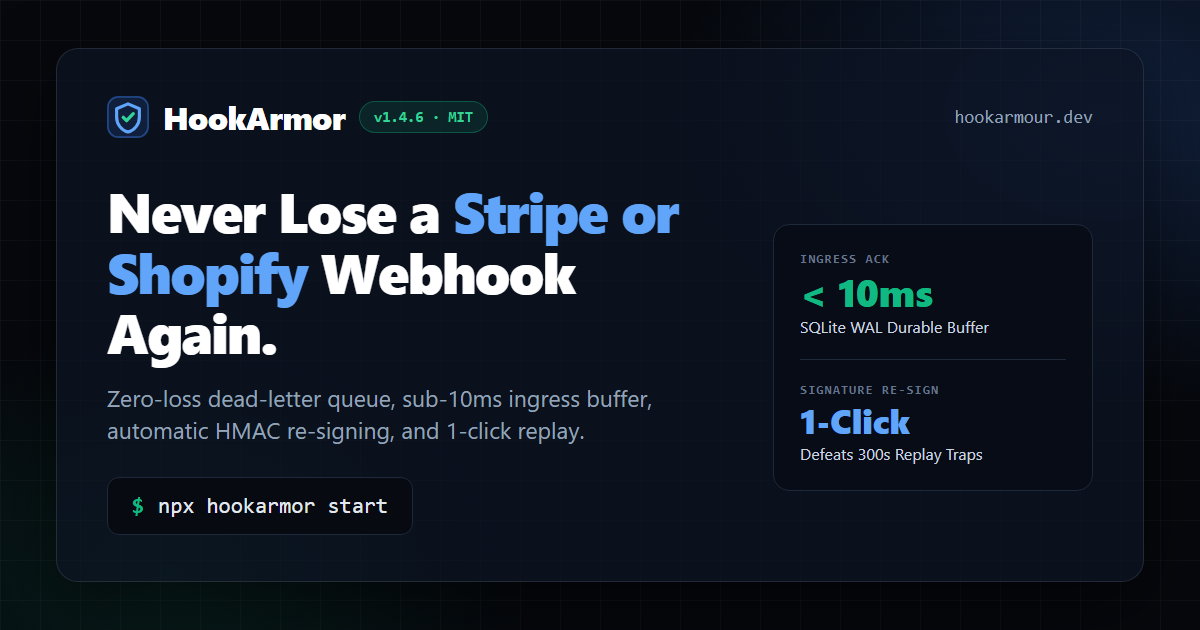 HookArmor
v1.4.6 · MIT
hookarmour.dev
Never Lose a Stripe or
Shopify Webhook
Again.
Zero-loss dead-letter queue, sub-10ms ingress buffer,
automatic HMAC re-signing, and 1-click replay.
$ npx hookarmor start
INGRESS ACK
< 10ms
SQLite WAL Durable Buffer
SIGNATURE RE-SIGN
1-Click
Defeats 300s Replay Traps